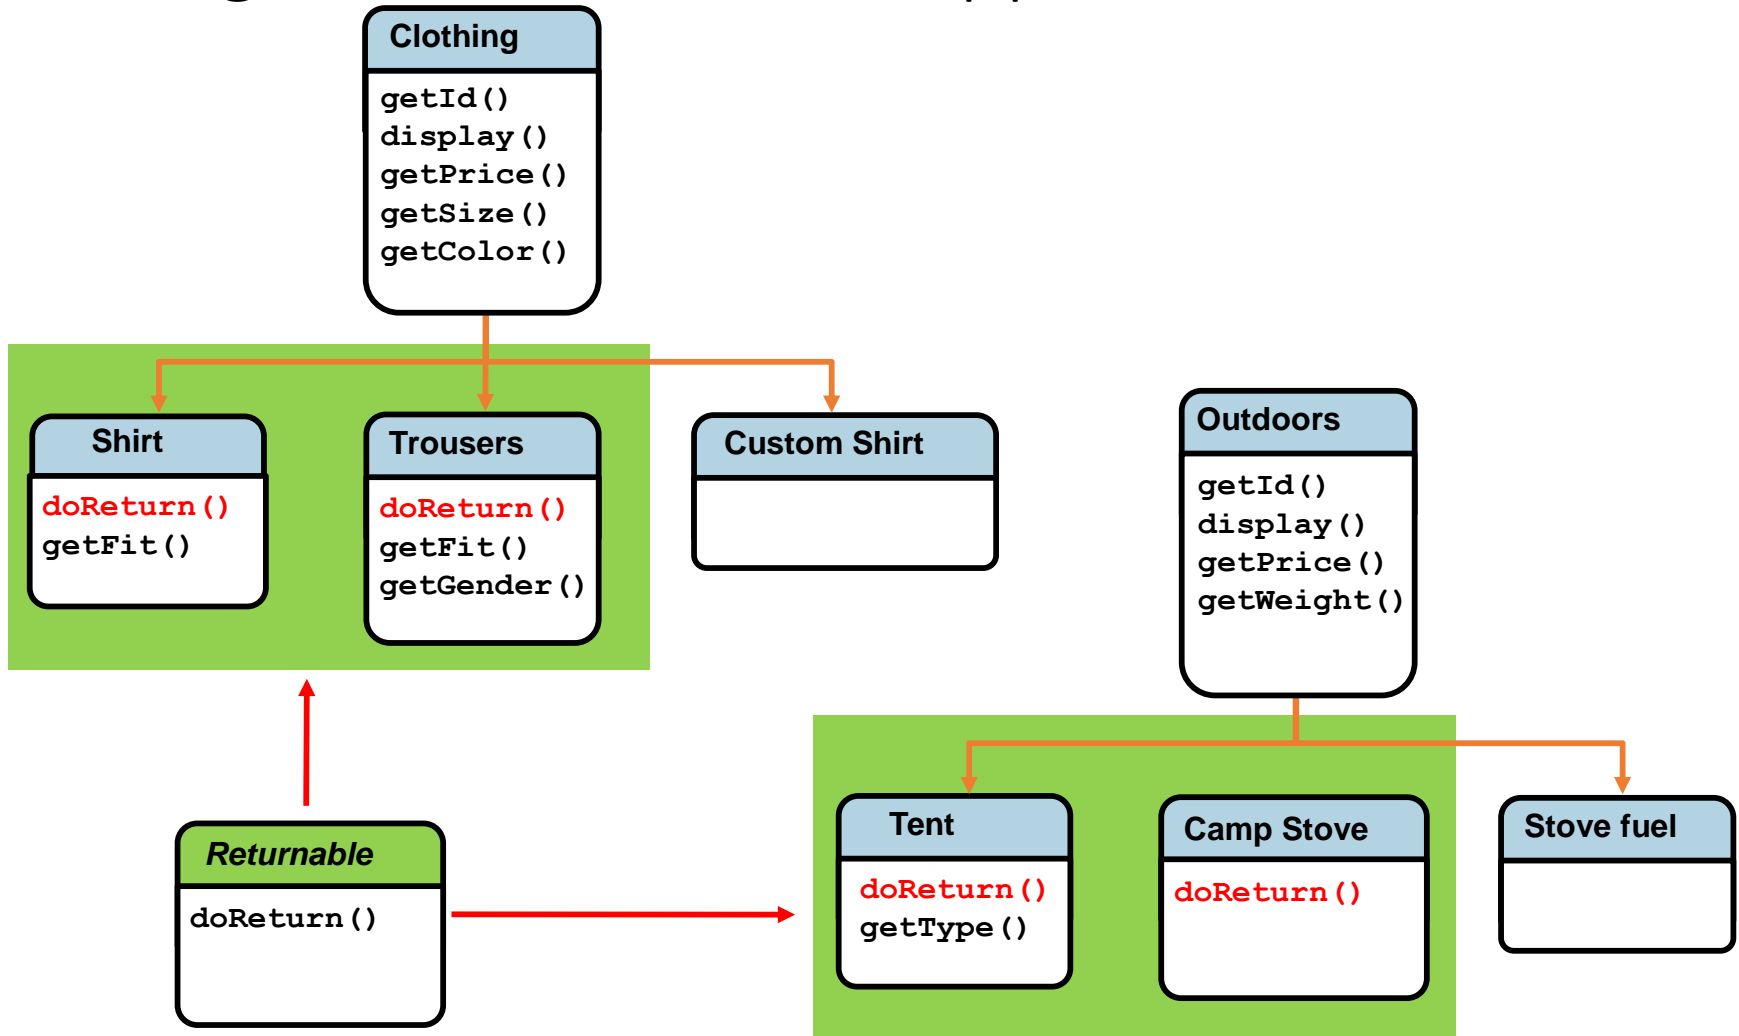 Clothing
getId()
display()
getPrice()
getSize()
getColor()
Shirt
doReturn()
getFit()
Trousers
doReturn()
getFit()
getGender()
Custom Shirt
Outdoors
getId()
display()
getPrice()
getWeight()
Returnable
doReturn()
Tent
doReturn()
getType()
Camp Stove
doReturn()
Stove fuel